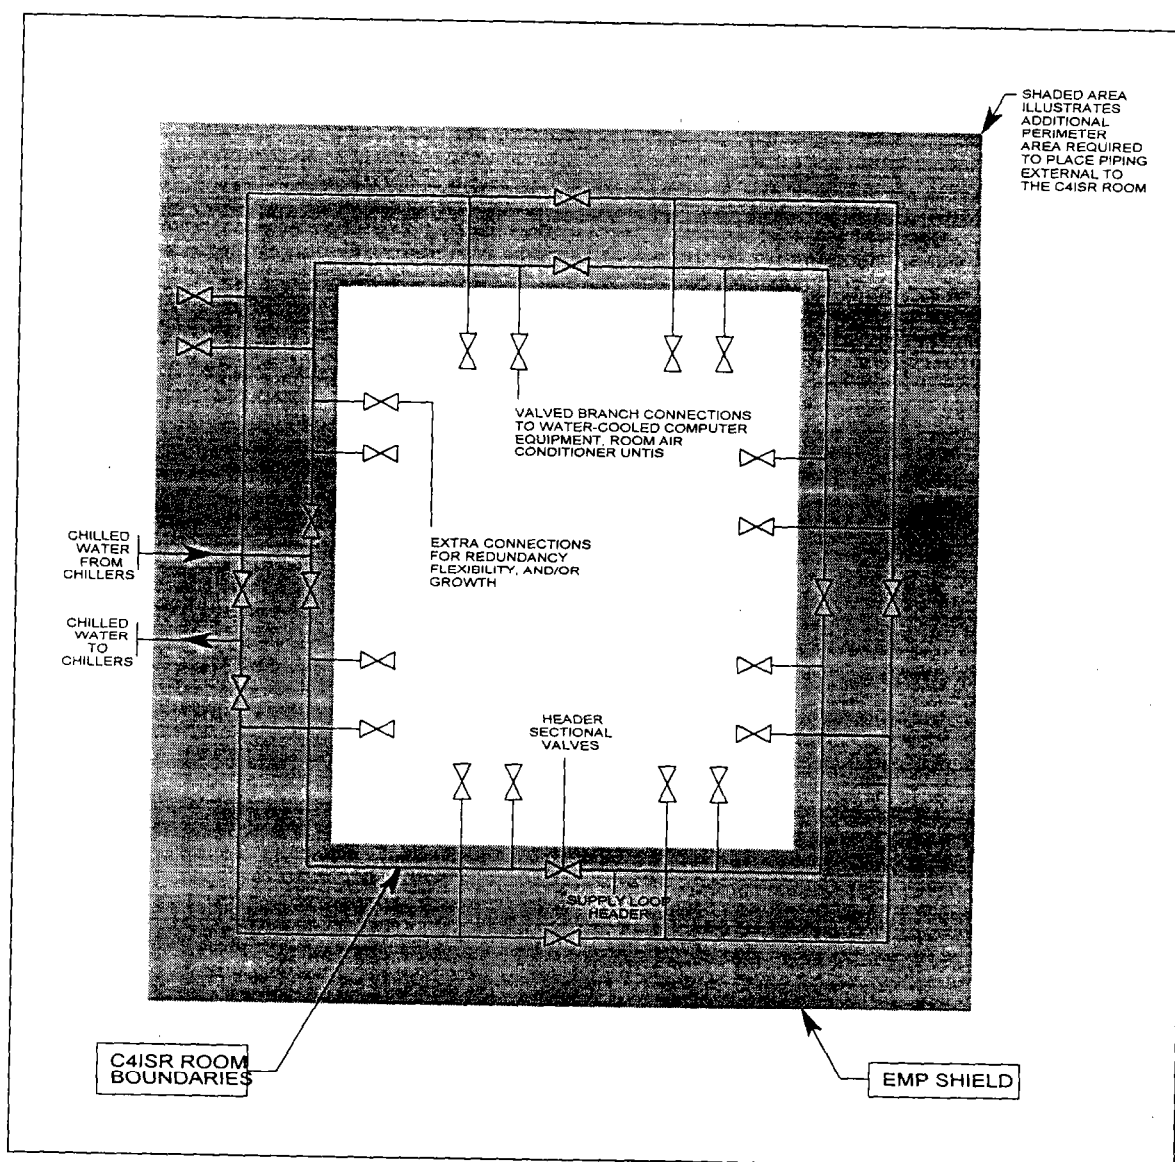 SHADED AREA
ILLUSTRATES
ADDITIONAL
PERIMETER
AREA REQUIRED
TO PLACE PIPING
EXTERNAL TO
THE C4ISR ROOM
VALVED BRANCH CONNECTIONS
TO WATER-COOLED COMPUTER
EQUIPMENT, ROOM AIR
CONDITIONER UNTIS
EXTRA CONNECTIONS
FOR REDUNDANCY
FLEXIBILITY, AND/OR
GROWTH
CHILLED
WATER
FROM
CHILLERS
CHILLED
WATER
TO
CHILLERS
HEADER
SECTIONAL
VALVES
SUPPLY LOOP
HEADER
C4ISR ROOM
BOUNDARIES
EMP SHIELD